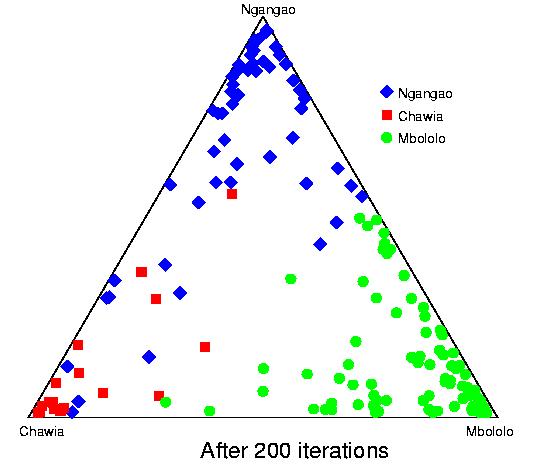 Ngangao
Ngangao
Chawia
Mbololo
Chawia
Mbololo
After 200 iterations